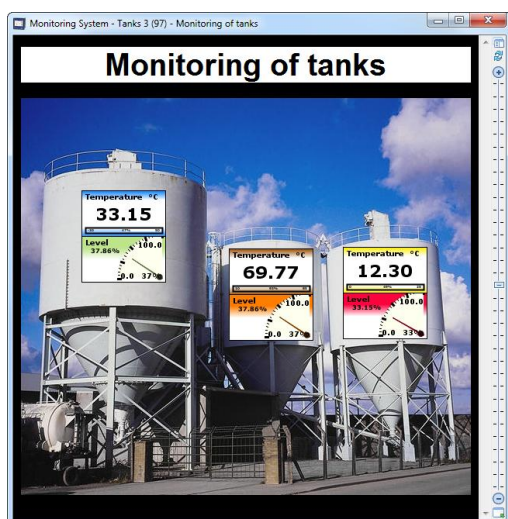 Monitoring System - Tanks 3 (97) - Monitoring of tanks
Monitoring of tanks
Temperature °C
33.15
Level
37.86%
100.0
0.0 37%
Temperature °C
69.77
Level
37.86%
100.0
0.0 37%
Temperature °C
12.30
Level
33.15%
100.0
0.0 33%